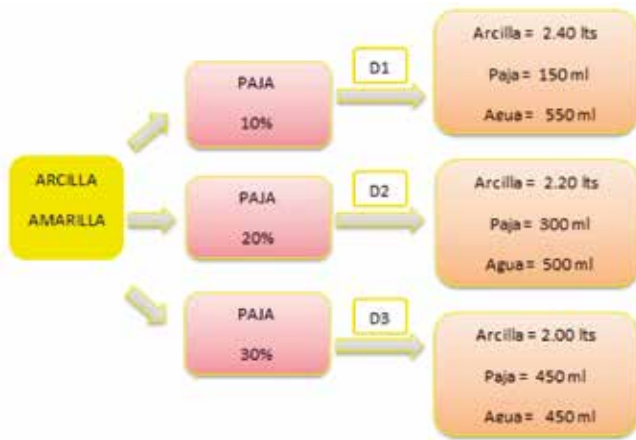 ARCILLA
AMARILLA
PAJA
10%
D1
Arcilla = 2.40 lts
Paja = 150 ml
Agua = 550 ml
PAJA
20%
D2
Arcilla = 2.20 lts
Paja = 300 ml
Agua = 500 ml
PAJA
30%
D3
Arcilla = 2.00 lts
Paja = 450 ml
Agua = 450 ml